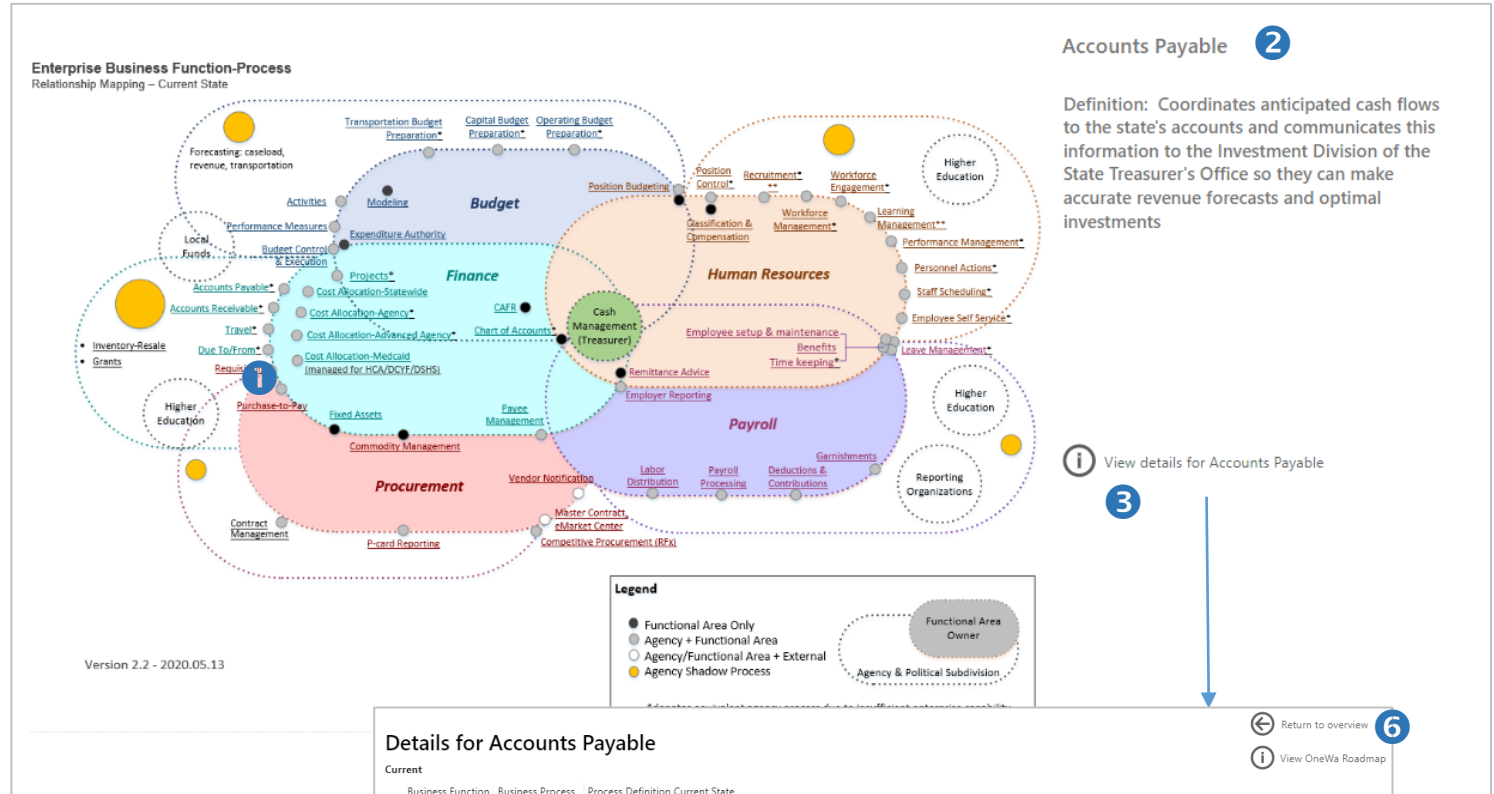 Enterprise Business Function-Process
Relationship Mapping – Current State
Accounts Payable
2
Definition: Coordinates anticipated cash flows
to the state's accounts and communicates this
information to the Investment Division of the
State Treasurer's Office so they can make
accurate revenue forecasts and optimal
investments
View details for Accounts Payable
3
Forecasting: caseload,
revenue, transportation
Transportation Budget
Preparation*
Capital Budget
Preparation*
Operating Budget
Preparation*
Activities
Modeling
Budget
Performance Measures
Expenditure Authority
Local
Funds
Budget Control
& Execution
Position Budgeting
Position
Control*
Recruitment*
**
Workforce
Engagement*
Higher
Education
Classification &
Compensation
Workforce
Management*
Learning
Management**
Performance Management*
Human Resources
Personnel Actions*
Staff Scheduling*
Employee Self Service*
Employee setup & maintenance
Benefits
Time keeping*
Leave Management*
Projects*
Finance
Accounts Payable*
Cost Allocation-Statewide
Accounts Receivable*
Cost Allocation-Agency*
CAFR
Travel*
Cost Allocation-Advanced Agency*
Chart of Accounts*
Cash
Management
(Treasurer)
Due To/From*
Cost Allocation-Medcaid
(managed for HCA/DCYF/DSHS)
Inventory-Resale
Grants
1
Purchase-to-Pay
Higher
Education
Fixed Assets
Payee
Management
Remittance Advice
Employer Reporting
Commodity Management
Payroll
Higher
Education
Garnishments
Labor
Distribution
Payroll
Processing
Deductions &
Contributions
Reporting
Organizations
Procurement
Vendor Notification
Contract
Management
P-card Reporting
Master Contract,
eMarket Center
Competitive Procurement (RFx)
Legend
Functional Area Only
Agency + Functional Area
Agency/Functional Area + External
Agency Shadow Process
Functional Area
Owner
Agency & Political Subdivision
Version 2.2 - 2020.05.13
Details for Accounts Payable
Return to overview
6
View OneWa Roadmap
Current
Business Function Business Process Process Definition Current State